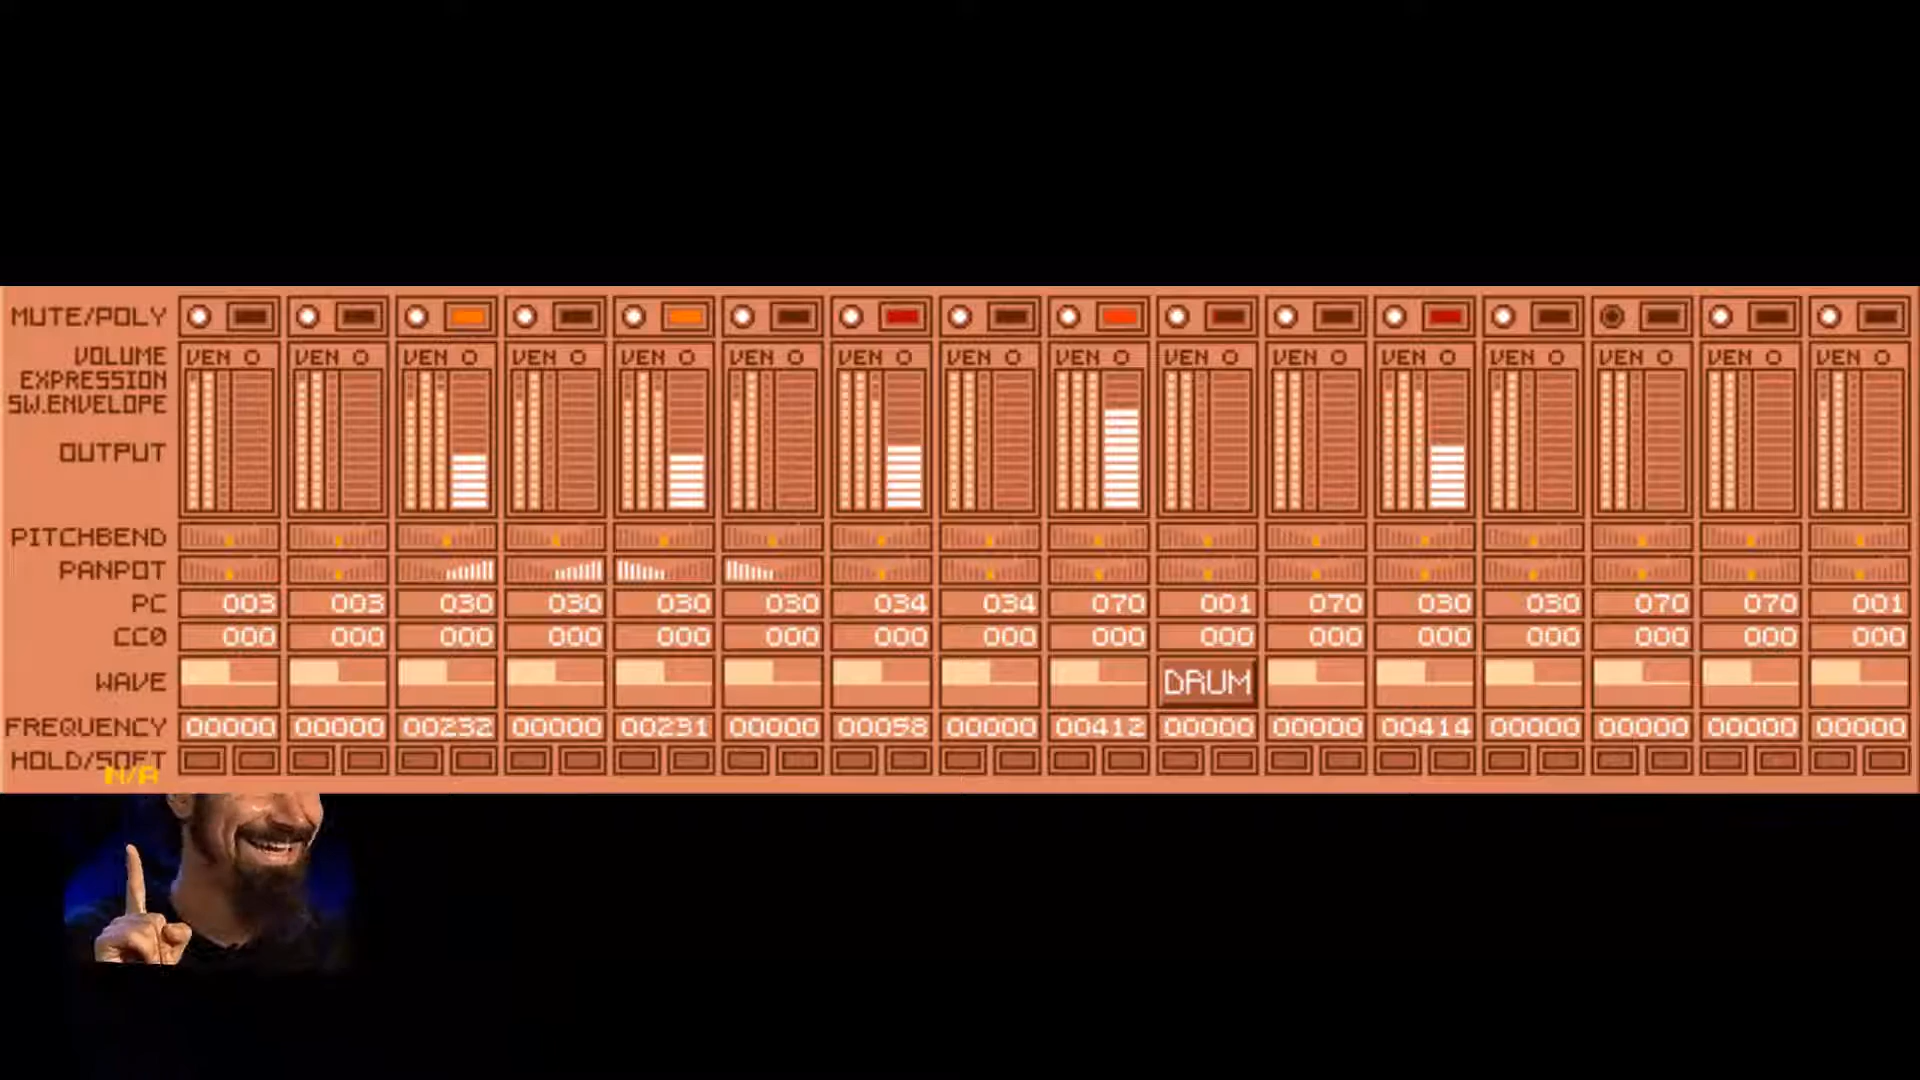 MUTE/POLY
VOLUME VEN VEN VEN VEN VEN VEN VEN VEN VEN VEN VEN VEN VEN VEN VEN VEN
EXPRESSION
SW.ENVELOPE
OUTPUT
PITCHBEND
PANPOT
PC 003 003 030 030 030 030 034 034 070 001 070 030 030 070 070 001
CC0 000 000 000 000 000 000 000 000 000 000 000 000 000 000 000 000
WAVE DRUM
FREQUENCY 00000 00000 00232 00000 00231 00000 00058 00000 00412 00000 00000 00414 00000 00000 00000 00000
HOLD/SOFT
N/A